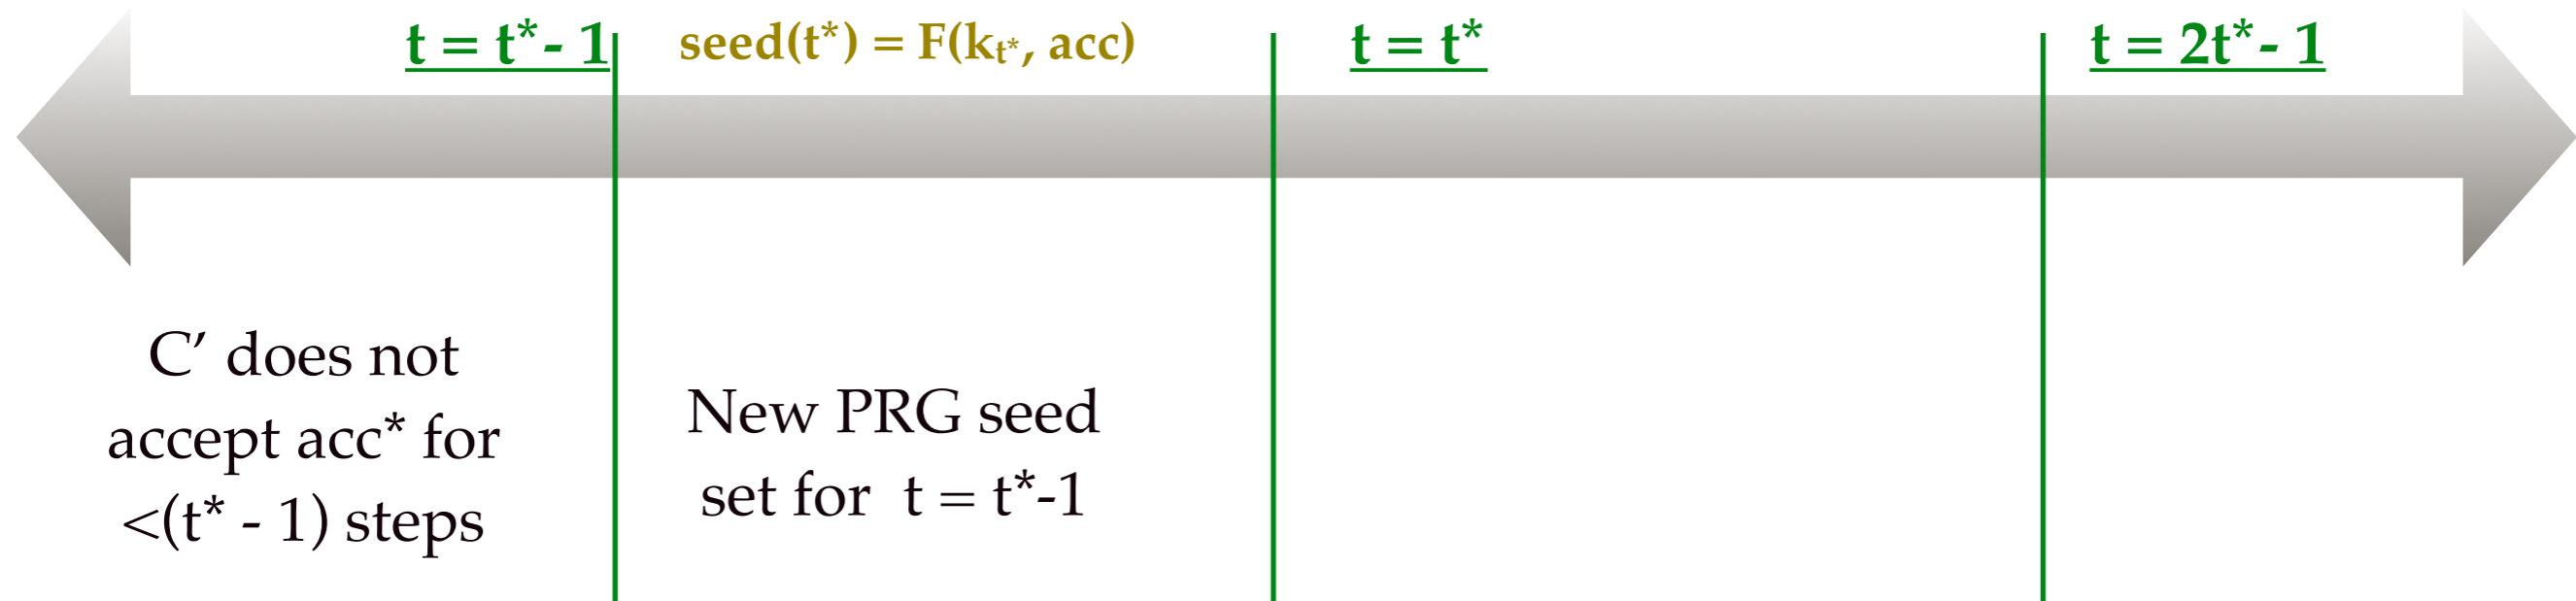 t = t*- 1
seed(t*) = F(kₜ*, acc)
t = t*
t = 2t*- 1
C′ does not
accept acc* for
<(t* - 1) steps
New PRG seed
set for t = t*-1